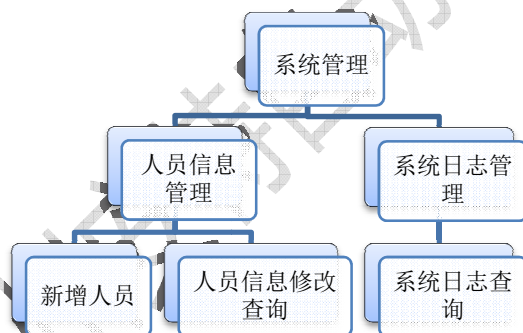 系统管理
人员信息
管理
系统日志管
理
新增人员
人员信息修改
查询
系统日志查
询